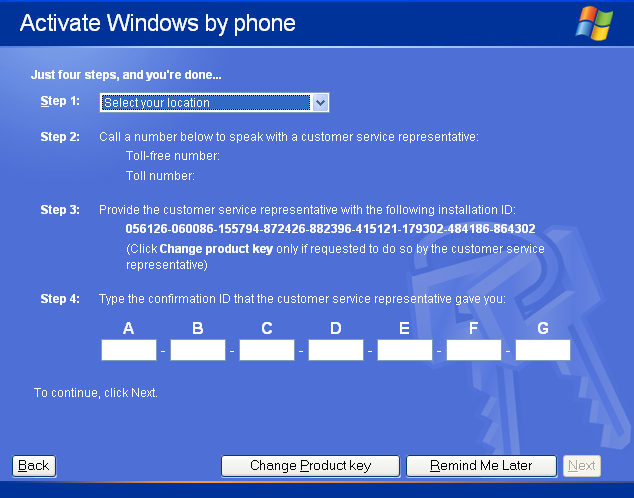 Activate Windows by phone
Just four steps, and you're done...
Step 1: Select your location
Step 2: Call a number below to speak with a customer service representative:
Toll-free number:
Toll number:
Step 3: Provide the customer service representative with the following installation ID:
056126-060086-155794-872426-882396-415121-179302-484186-864302
(Click Change product key only if requested to do so by the customer service
representative)
Step 4: Type the confirmation ID that the customer service representative gave you:
A B C D E F G
- - - - - -
To continue, click Next.
Back Change Product key Remind Me Later Next